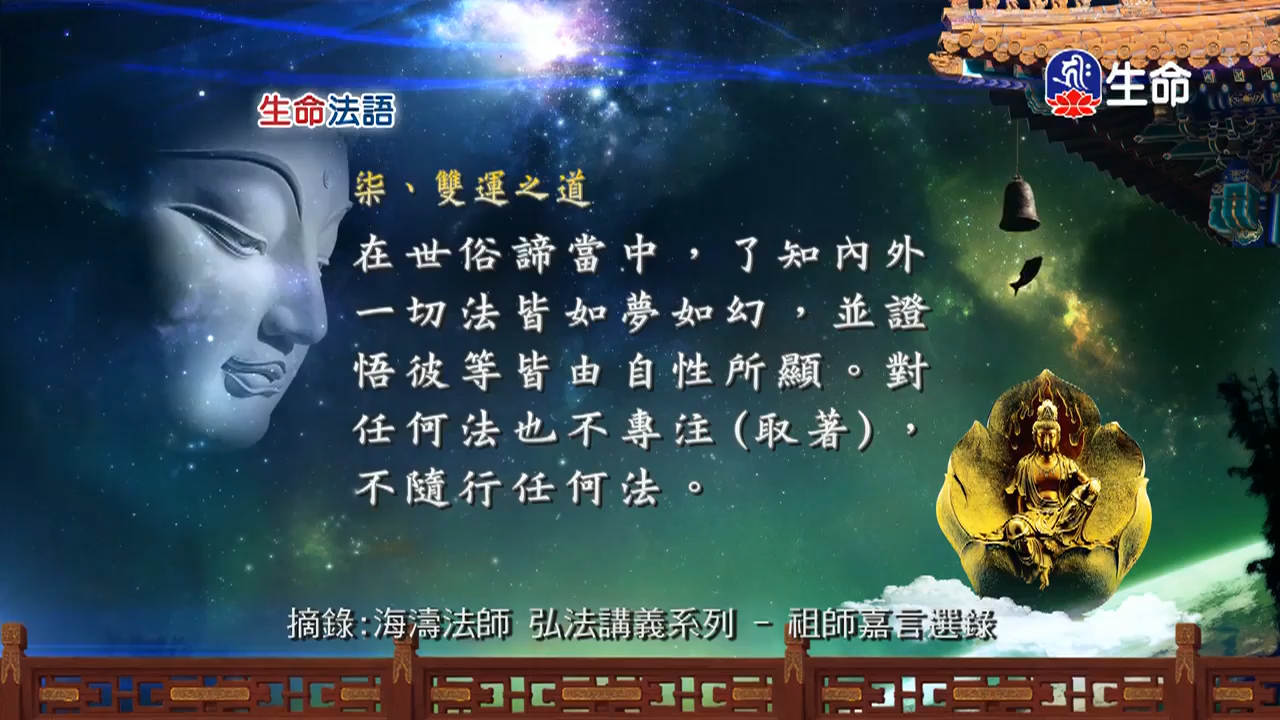 生命
生命法語
柒、雙運之道
在世俗諦當中，了知內外
一切法皆如夢如幻，並證
悟彼等皆由自性所顯。對
任何法也不專注(取著)，
不隨行任何法。
摘錄:海濤法師 弘法講義系列 - 祖師嘉言選錄